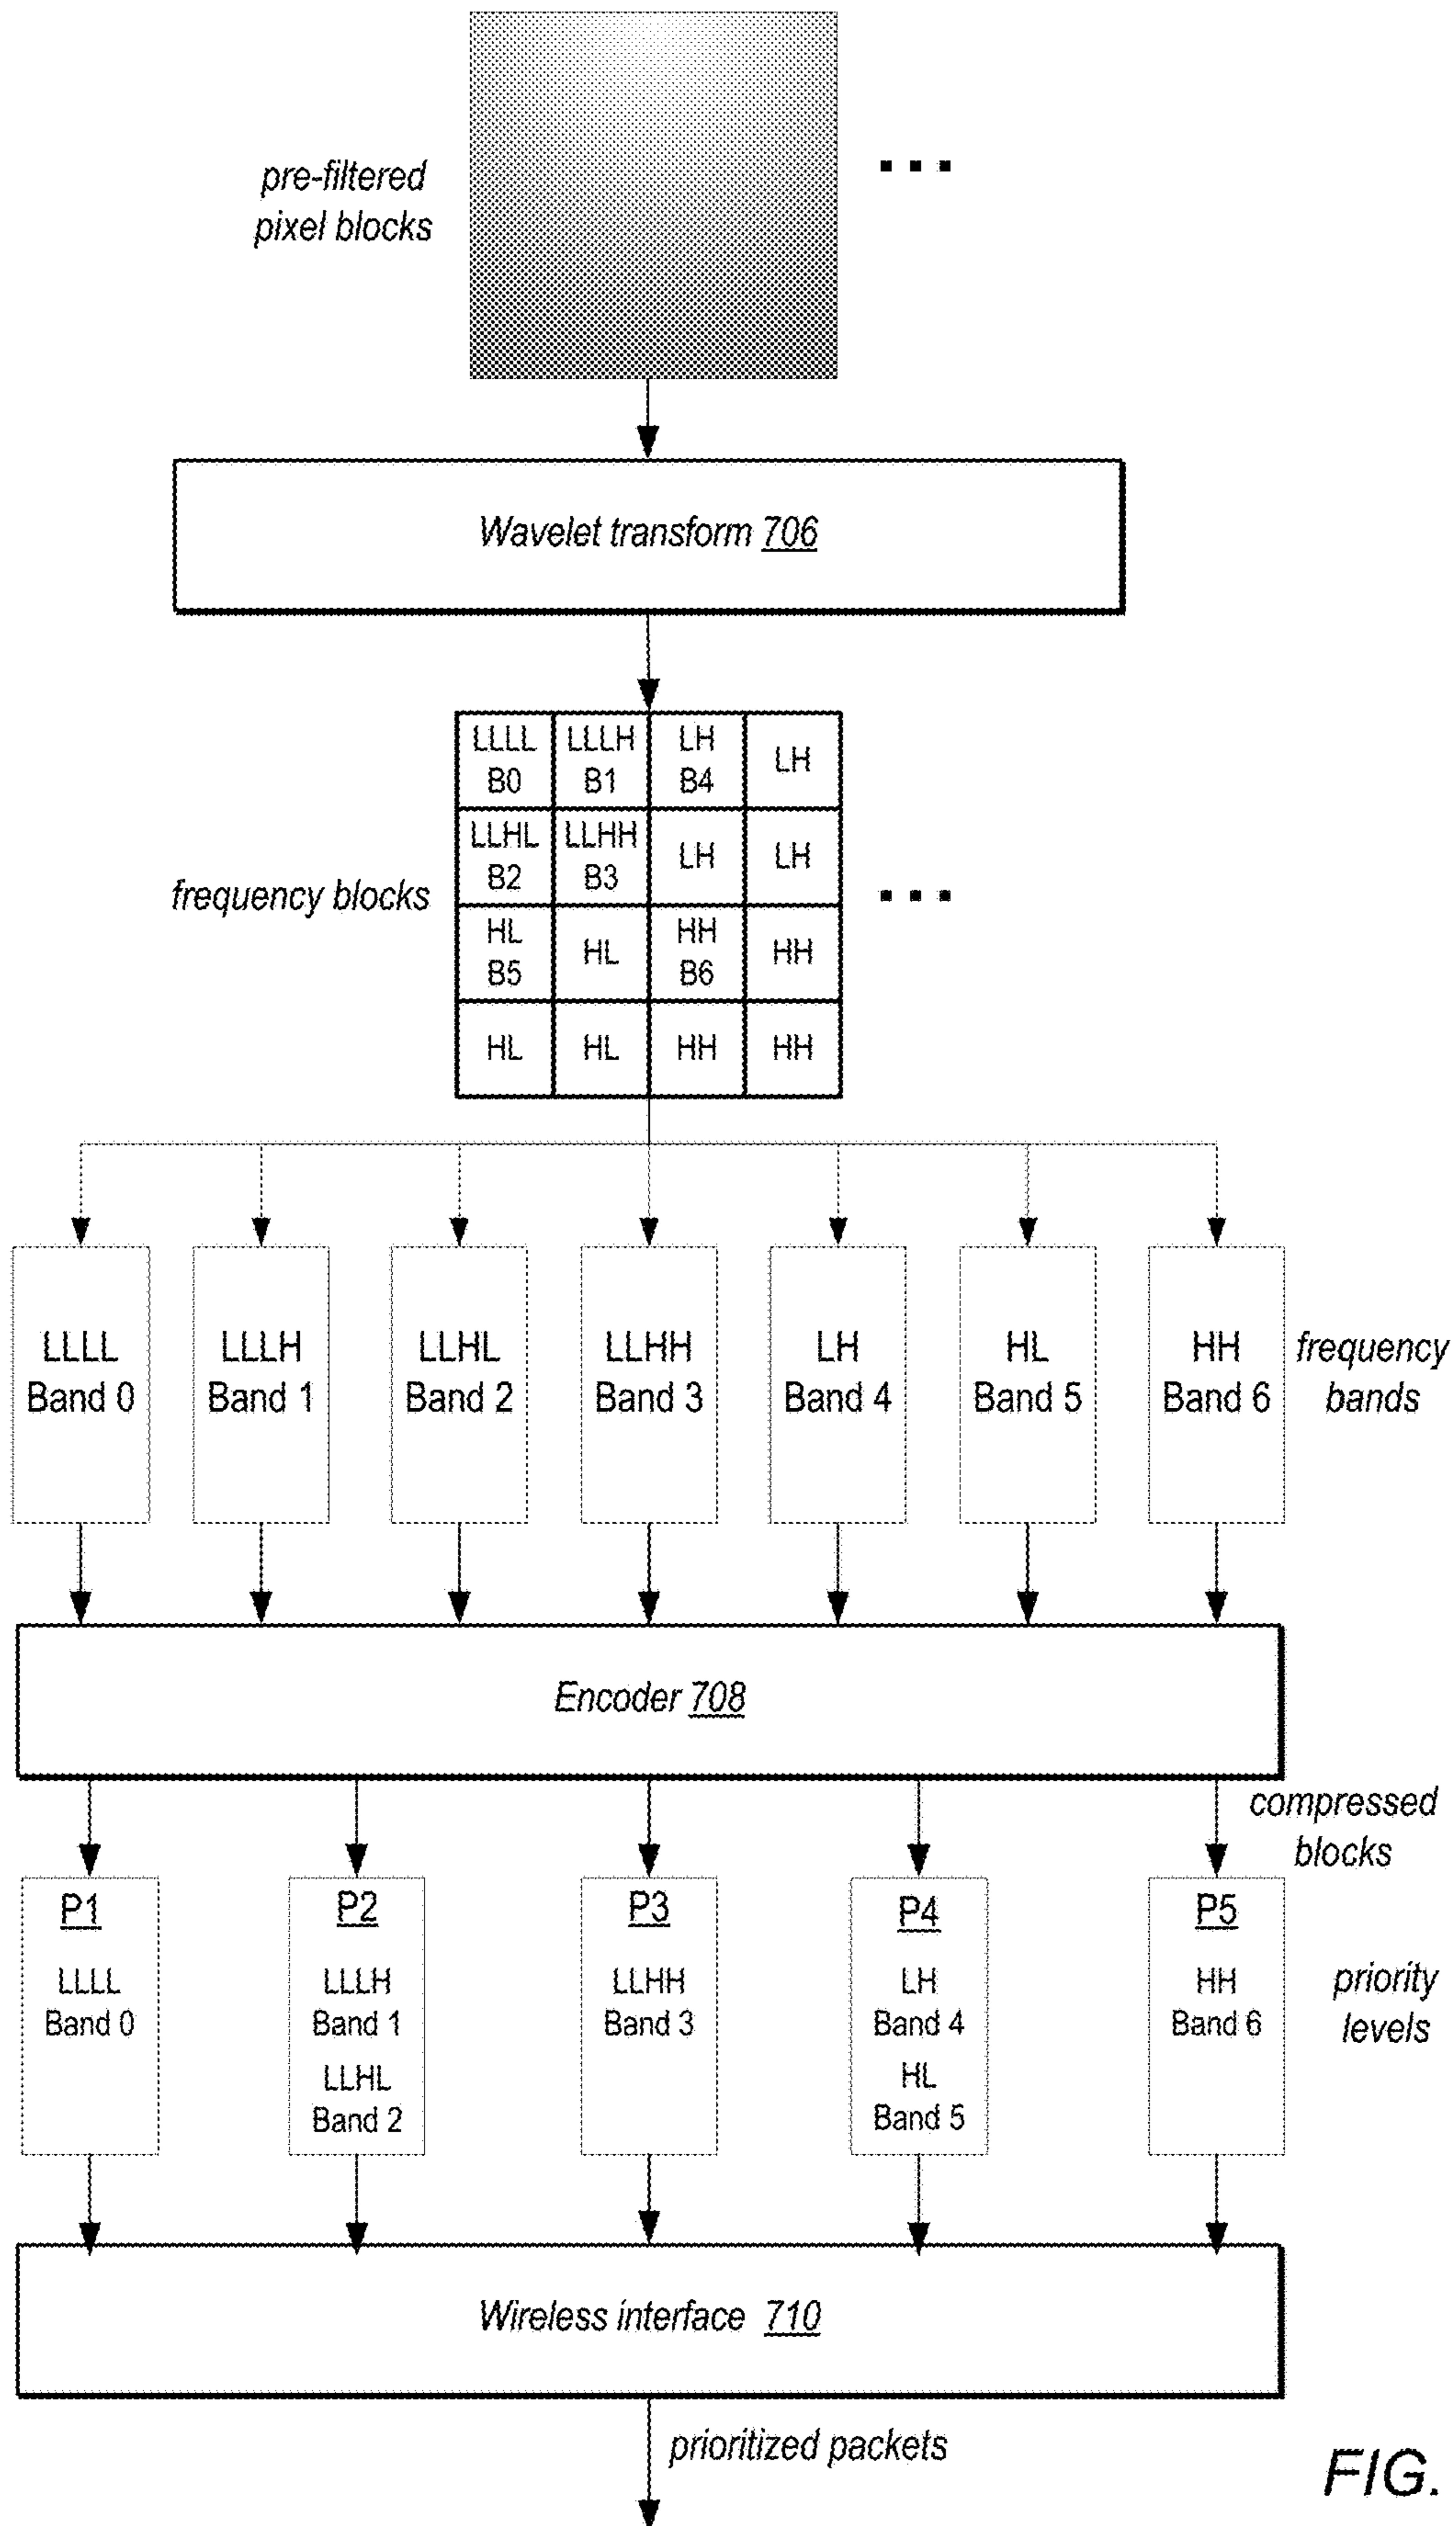 pre-filtered
pixel blocks
...
Wavelet transform 706
LLLL
B0
LLLH
B1
LH
B4
LH
LLHL
B2
LLHH
B3
LH
LH
frequency blocks
...
HL
B5
HL
HH
B6
HH
HL
HL
HH
HH
LLLL
Band 0
LLLH
Band 1
LLHL
Band 2
LLHH
Band 3
LH
Band 4
HL
Band 5
HH
Band 6
frequency
bands
Encoder 708
compressed
blocks
P1
LLLL
Band 0
P2
LLLH
Band 1
LLHL
Band 2
P3
LLHH
Band 3
P4
LH
Band 4
HL
Band 5
P5
HH
Band 6
priority
levels
Wireless interface 710
prioritized packets
FIG.